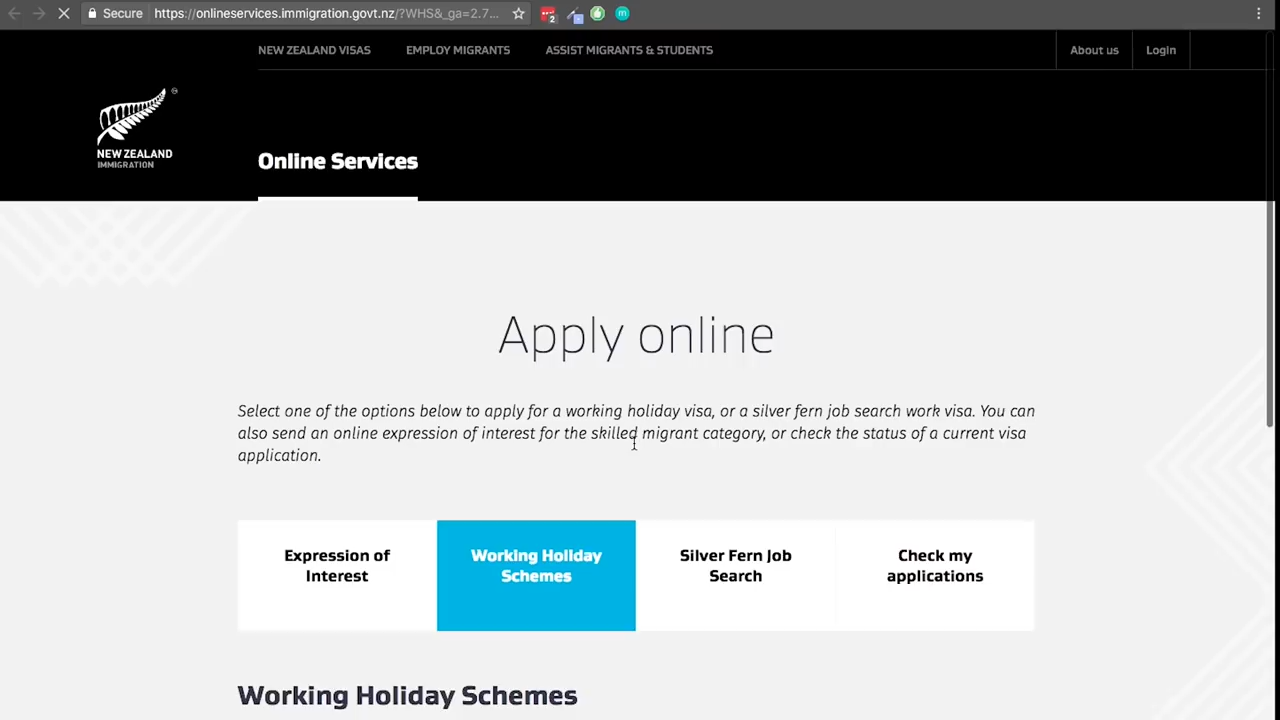 Secure https://onlineservices.immigration.govt.nz/?WHS&_ga=2.7... 2 m
NEW ZEALAND VISAS EMPLOY MIGRANTS ASSIST MIGRANTS & STUDENTS About us Login
NEW ZEALAND
IMMIGRATION
Online Services
Apply online
Select one of the options below to apply for a working holiday visa, or a silver fern job search work visa. You can
also send an online expression of interest for the skilled migrant category, or check the status of a current visa
application.
Expression of
Interest
Working Holiday
Schemes
Silver Fern Job
Search
Check my
applications
Working Holiday Schemes